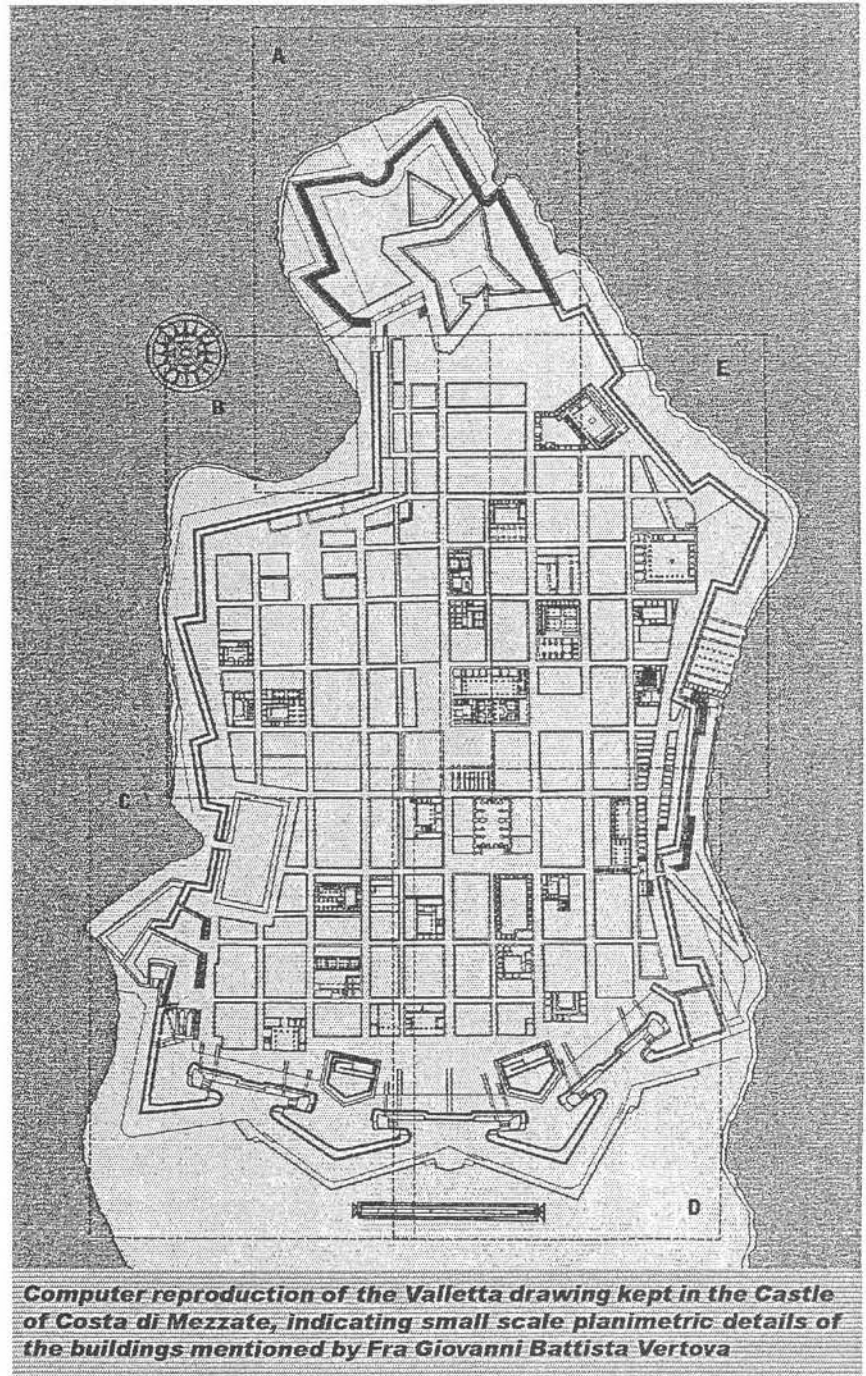 A
E
B
C
D
Computer reproduction of the Valletta drawing kept in the Castle
of Costa di Mezzate, indicating small scale planimetric details of
the buildings mentioned by Fra Giovanni Battista Vertova